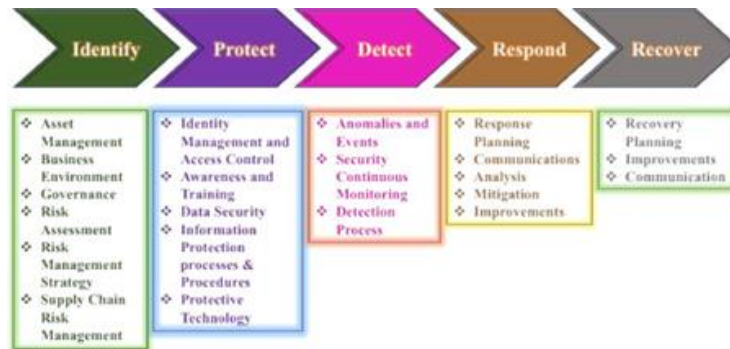 Identify
Protect
Detect
Respond
Recover
Asset
Management
Business
Environment
Governance
Risk
Assessment
Risk
Management
Strategy
Supply Chain
Risk
Management
Identity
Management and
Access Control
Awareness and
Training
Data Security
Information
Protection
processes &
Procedures
Protective
Technology
Anomalies and
Events
Security
Continuous
Monitoring
Detection
Process
Response
Planning
Communications
Analysis
Mitigation
Improvements
Recovery
Planning
Improvements
Communication